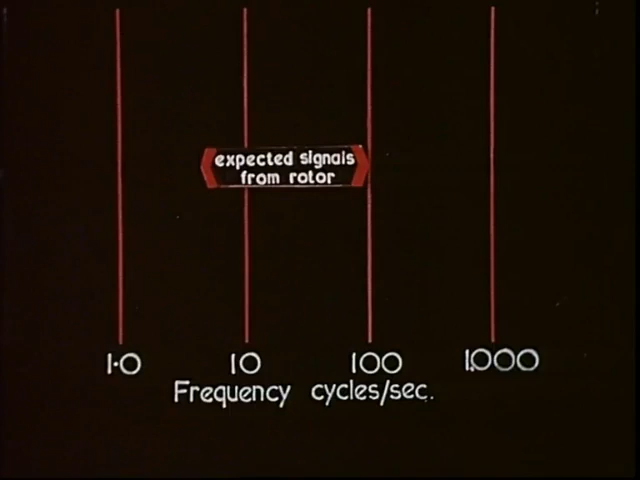 expected signals
from rotor
1·0 10 100 1,000
Frequency cycles/sec.